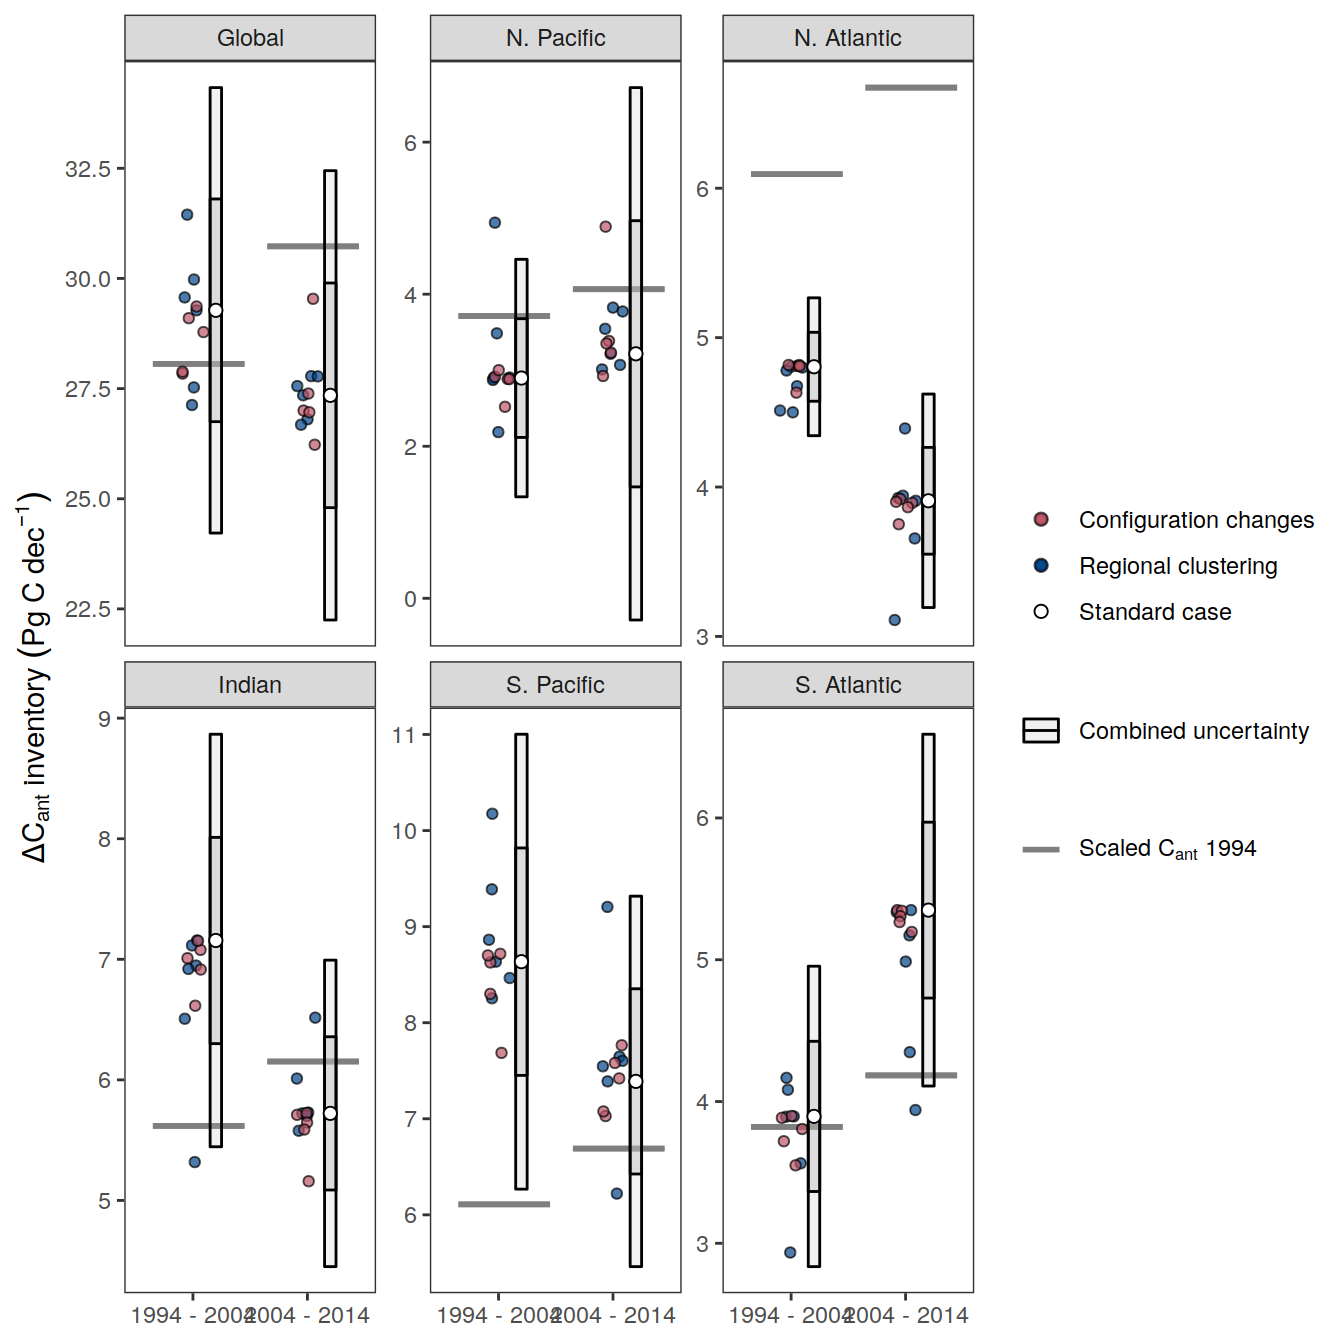 Global
N. Pacific
N. Atlantic
32.5
30.0
27.5
25.0
22.5
6
4
2
0
6
5
4
3
ΔCant inventory (Pg C dec−1)
Indian
S. Pacific
S. Atlantic
9
8
7
6
5
11
10
9
8
7
6
6
5
4
3
1994 - 2004
2004 - 2014
1994 - 2004
2004 - 2014
1994 - 2004
2004 - 2014
Configuration changes
Regional clustering
Standard case
Combined uncertainty
Scaled Cant 1994